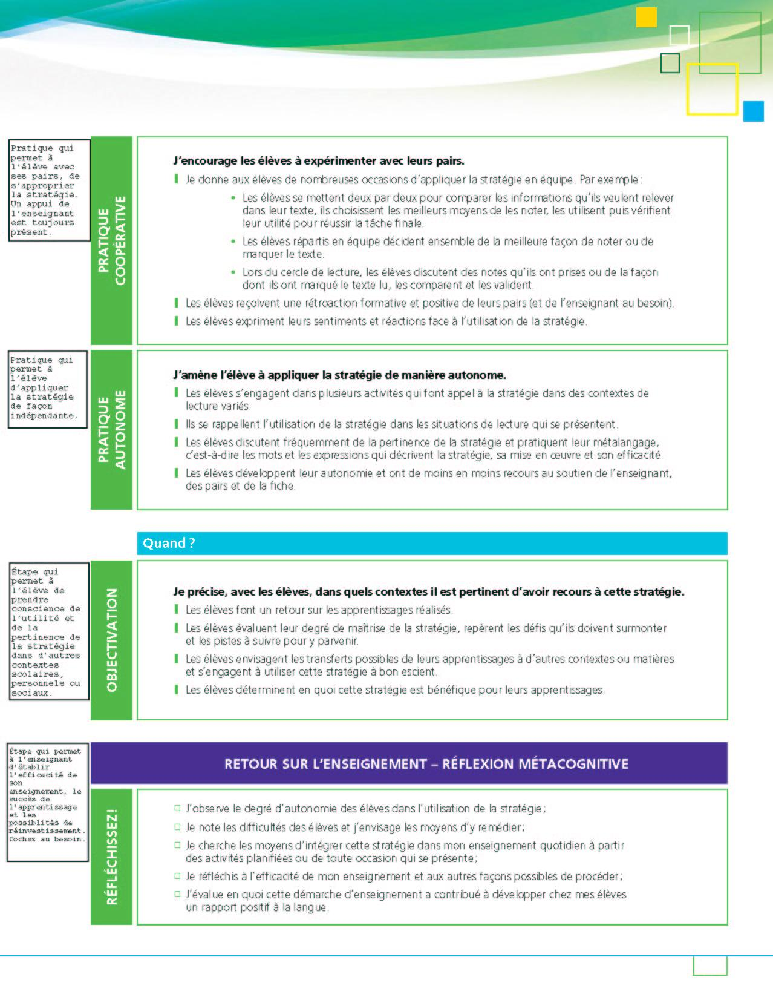 Pratique qui
permet à
l'élève avec
ses pairs, de
s'approprier
la stratégie.
Un appui de
l'enseignant
est toujours
présent.
PRATIQUE
COOPÉRATIVE
J'encourage les élèves à expérimenter avec leurs pairs.
Je donne aux élèves de nombreuses occasions d'appliquer la stratégie en équipe. Par exemple :
• Les élèves se mettent deux par deux pour comparer les informations qu'ils veulent relever
dans leur texte, ils choisissent les meilleurs moyens de les noter, les utilisent puis vérifient
leur utilité pour réussir la tâche finale.
• Les élèves répartis en équipe décident ensemble de la meilleure façon de noter ou de
marquer le texte.
• Lors du cercle de lecture, les élèves discutent des notes qu'ils ont prises ou de la façon
dont ils ont marqué le texte lu, les comparent et les valident.
Les élèves reçoivent une rétroaction formative et positive de leurs pairs (et de l'enseignant au besoin).
Les élèves expriment leurs sentiments et réactions face à l'utilisation de la stratégie.
Pratique qui
permet à
l'élève
d'appliquer
la stratégie
de façon
indépendante.
PRATIQUE
AUTONOME
J'amène l'élève à appliquer la stratégie de manière autonome.
Les élèves s'engagent dans plusieurs activités qui font appel à la stratégie dans des contextes de
lecture variés.
Ils se rappellent l'utilisation de la stratégie dans les situations de lecture qui se présentent.
Les élèves discutent fréquemment de la pertinence de la stratégie et pratiquent leur métalangage,
c'est-à-dire les mots et les expressions qui décrivent la stratégie, sa mise en œuvre et son efficacité.
Les élèves développent leur autonomie et ont de moins en moins recours au soutien de l'enseignant,
des pairs et de la fiche.
Quand ?
Étape qui
permet à
l'élève de
prendre
conscience de
l'utilité et
de la
pertinence de
la stratégie
dans d'autres
contextes
scolaires,
personnels ou
sociaux.
OBJECTIVATION
Je précise, avec les élèves, dans quels contextes il est pertinent d'avoir recours à cette stratégie.
Les élèves font un retour sur les apprentissages réalisés.
Les élèves évaluent leur degré de maîtrise de la stratégie, repèrent les défis qu'ils doivent surmonter
et les pistes à suivre pour y parvenir.
Les élèves envisagent les transferts possibles de leurs apprentissages à d'autres contextes ou matières
et s'engagent à utiliser cette stratégie à bon escient.
Les élèves déterminent en quoi cette stratégie est bénéfique pour leurs apprentissages.
Étape qui permet
à l'enseignant
d'établir
l'efficacité de
son
enseignement, le
succès de
l'apprentissage
et les
possiblités de
réinvestissement.
Cochez au besoin.
RETOUR SUR L'ENSEIGNEMENT – RÉFLEXION MÉTACOGNITIVE
RÉFLÉCHISSEZ!
□ J'observe le degré d'autonomie des élèves dans l'utilisation de la stratégie ;
□ Je note les difficultés des élèves et j'envisage les moyens d'y remédier ;
□ Je cherche les moyens d'intégrer cette stratégie dans mon enseignement quotidien à partir
des activités planifiées ou de toute occasion qui se présente ;
□ Je réfléchis à l'efficacité de mon enseignement et aux autres façons possibles de procéder ;
□ J'évalue en quoi cette démarche d'enseignement a contribué à développer chez mes élèves
un rapport positif à la langue.